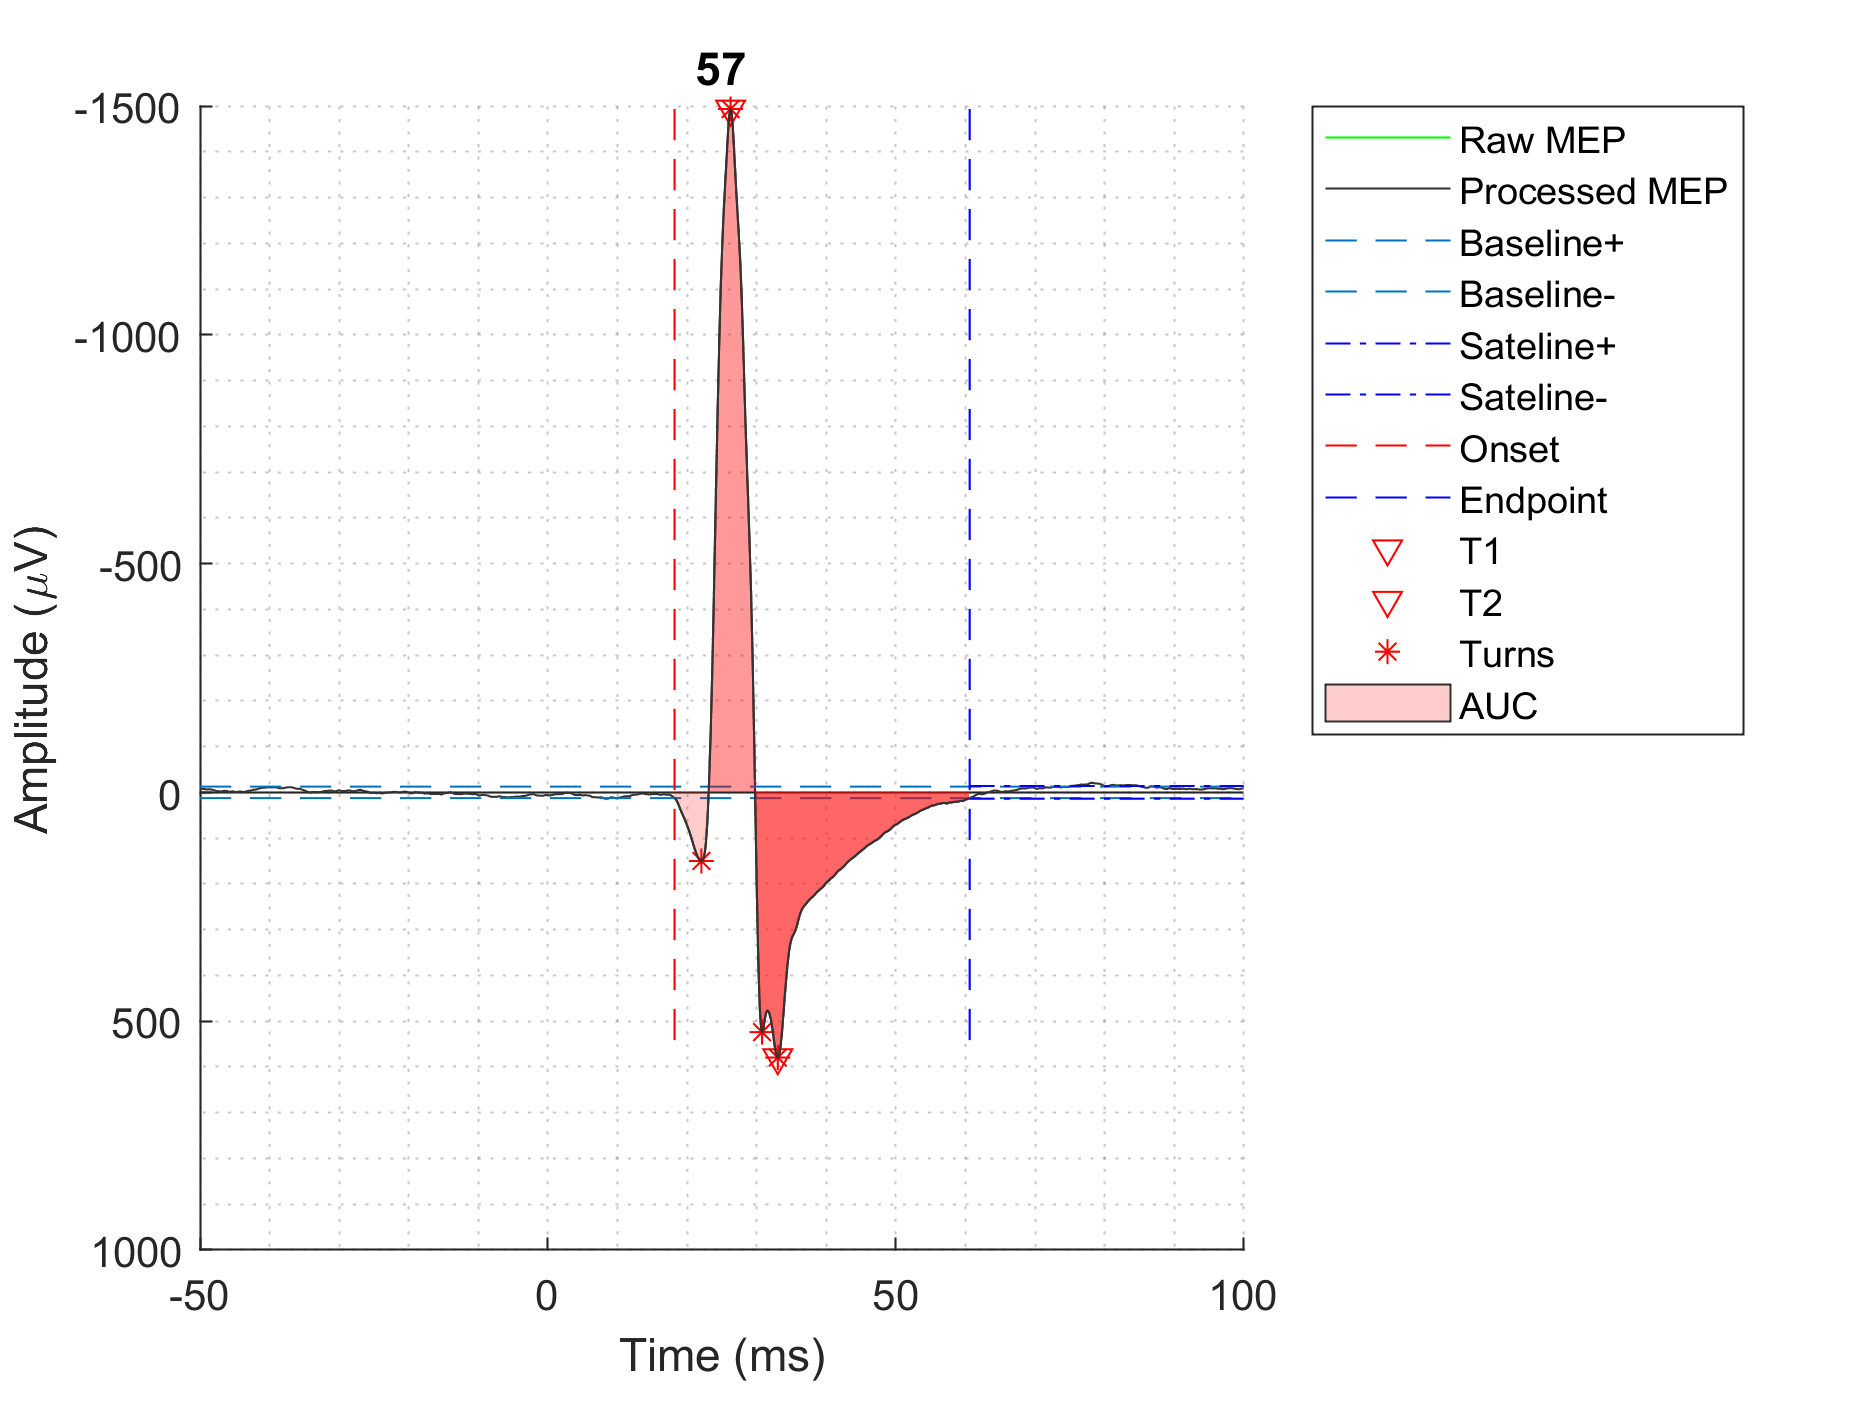 57
-1500
-1000
-500
0
500
1000
Amplitude (μV)
-50 0 50 100
Time (ms)
Raw MEP
Processed MEP
Baseline+
Baseline-
Sateline+
Sateline-
Onset
Endpoint
T1
T2
Turns
AUC